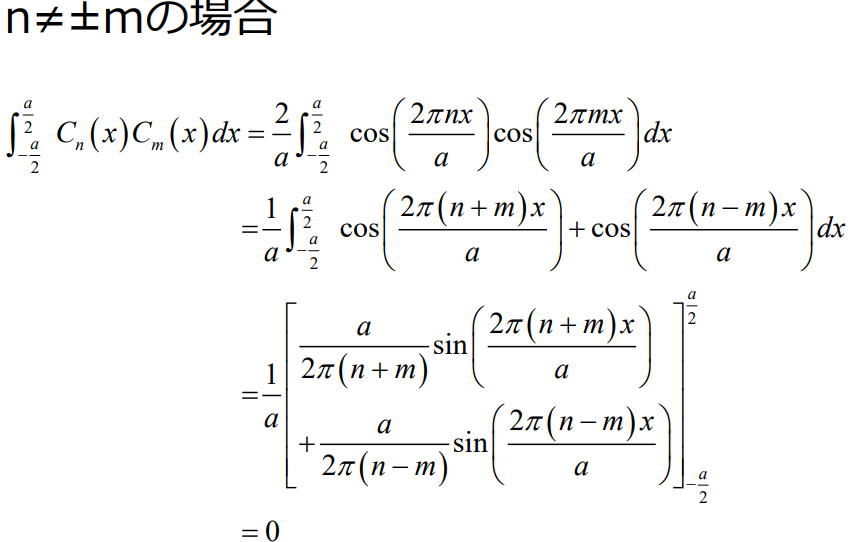 n≠±mの場合
∫_{-a/2}^{a/2} C_n(x)C_m(x)dx = 2/a ∫_{-a/2}^{a/2} cos(2πnx/a)cos(2πmx/a)dx
= 1/a ∫_{-a/2}^{a/2} cos(2π(n+m)x/a)+cos(2π(n−m)x/a)dx
= 1/a [a/2π(n+m) sin(2π(n+m)x/a)
+ a/2π(n−m) sin(2π(n−m)x/a)]_{-a/2}^{a/2}
= 0